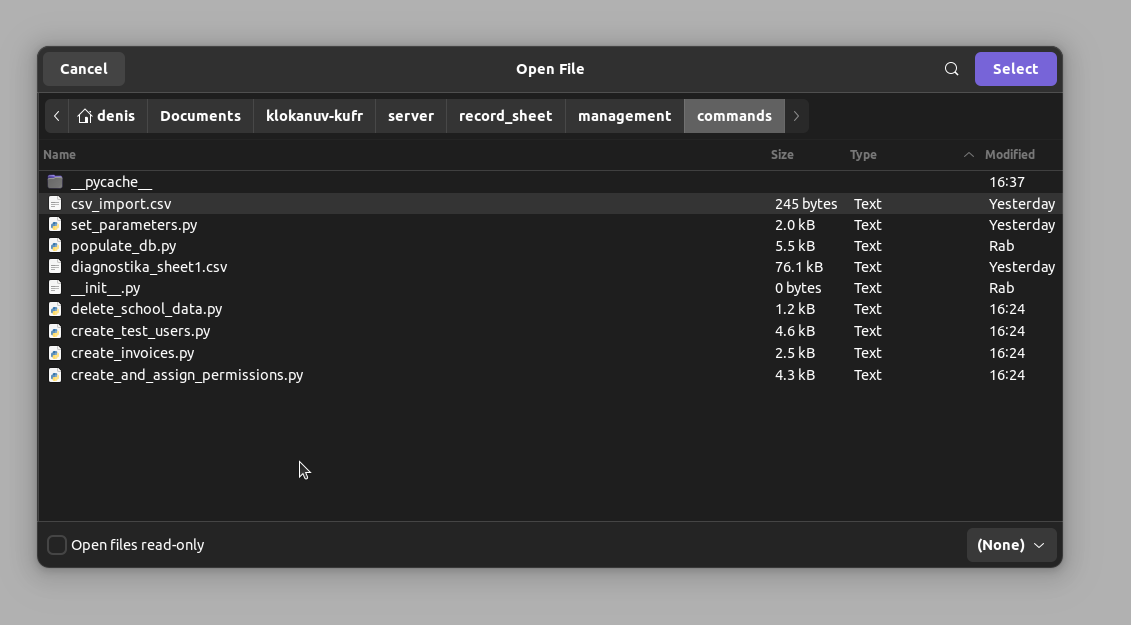 Cancel Open File Select
denis Documents klokanuv-kufr server record_sheet management commands
Name Size Type Modified
__pycache__ 16:37
csv_import.csv 245 bytes Text Yesterday
set_parameters.py 2.0 kB Text Yesterday
populate_db.py 5.5 kB Text Rab
diagnostika_sheet1.csv 76.1 kB Text Yesterday
__init__.py 0 bytes Text Rab
delete_school_data.py 1.2 kB Text 16:24
create_test_users.py 4.6 kB Text 16:24
create_invoices.py 2.5 kB Text 16:24
create_and_assign_permissions.py 4.3 kB Text 16:24
Open files read-only (None)